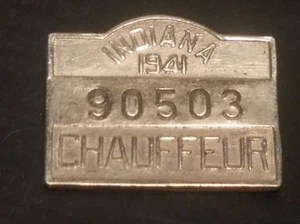 INDIANA
1941
90503
CHAUFFEUR